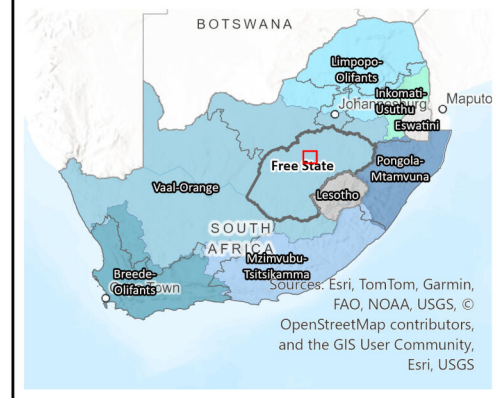 BOTSWANA
Limpopo-
Olifants
Inkomati-
Usuthu
Johannesburg
Maputo
Eswatini
Free State
Pongola-
Mtamvuna
Vaal-Orange
Lesotho
SOUTH
AFRICA
Mzimvubu-
Tsitsikamma
Breede-
Olifants
Town
Sources: Esri, TomTom, Garmin,
FAO, NOAA, USGS, ©
OpenStreetMap contributors,
and the GIS User Community,
Esri, USGS